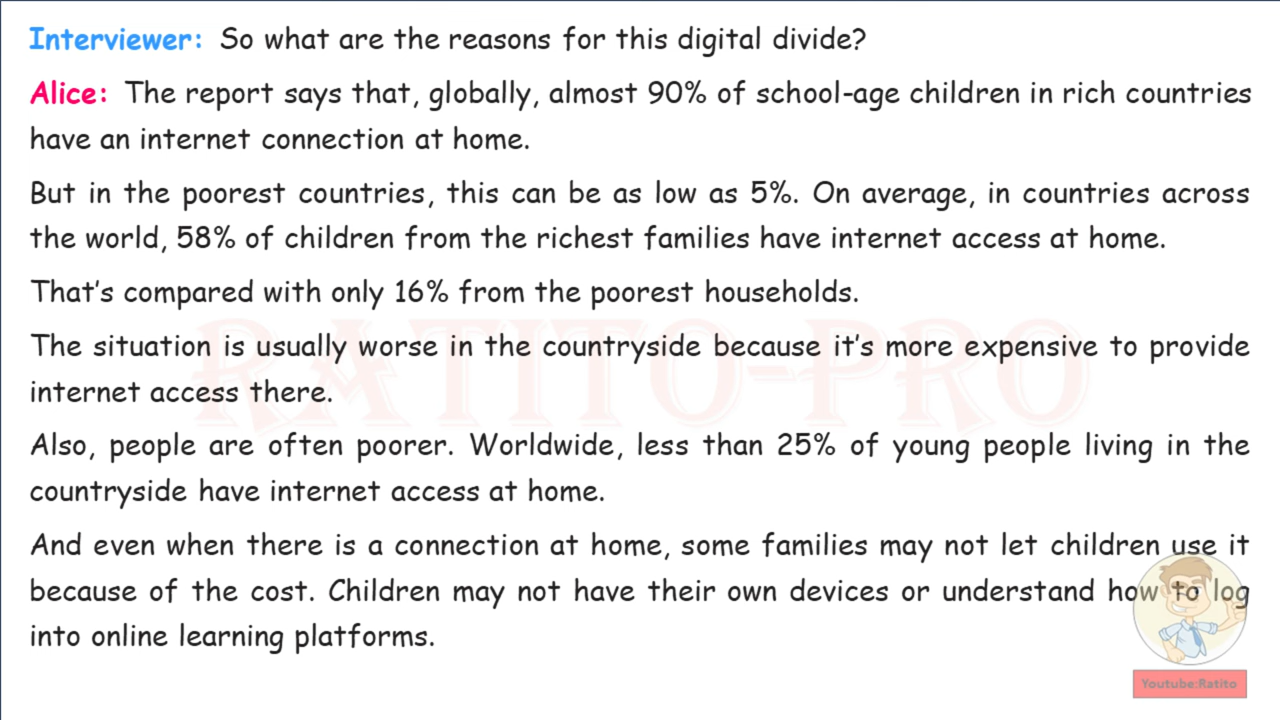 Interviewer: So what are the reasons for this digital divide?
Alice: The report says that, globally, almost 90% of school-age children in rich countries
have an internet connection at home.
But in the poorest countries, this can be as low as 5%. On average, in countries across
the world, 58% of children from the richest families have internet access at home.
That's compared with only 16% from the poorest households.
RATITO-PRO
The situation is usually worse in the countryside because it's more expensive to provide
internet access there.
Also, people are often poorer. Worldwide, less than 25% of young people living in the
countryside have internet access at home.
And even when there is a connection at home, some families may not let children use it
because of the cost. Children may not have their own devices or understand how to log
into online learning platforms.
Youtube:Ratito